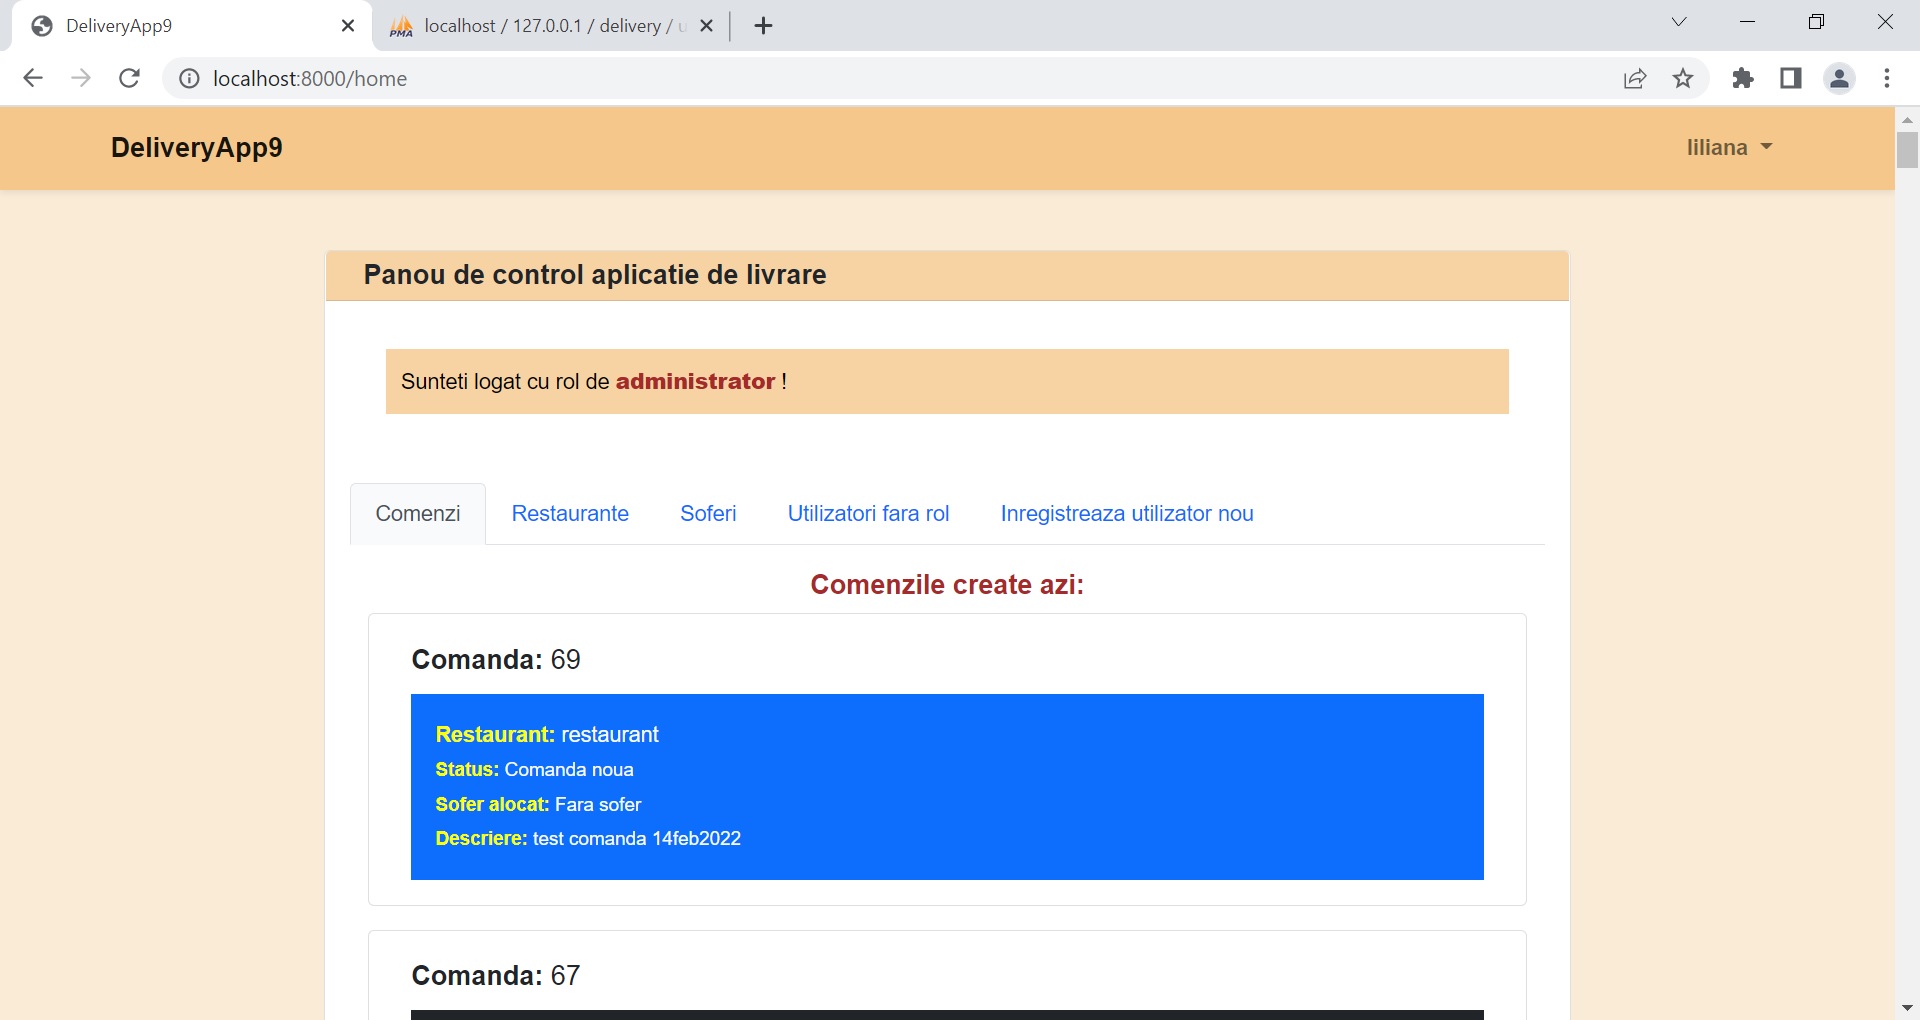 DeliveryApp9
localhost / 127.0.0.1 / delivery /
localhost:8000/home
DeliveryApp9
liliana
Panou de control aplicatie de livrare
Sunteti logat cu rol de administrator !
Comenzi Restaurante Soferi Utilizatori fara rol Inregistreaza utilizator nou
Comenzile create azi:
Comanda: 69
Restaurant: restaurant
Status: Comanda noua
Sofer alocat: Fara sofer
Descriere: test comanda 14feb2022
Comanda: 67